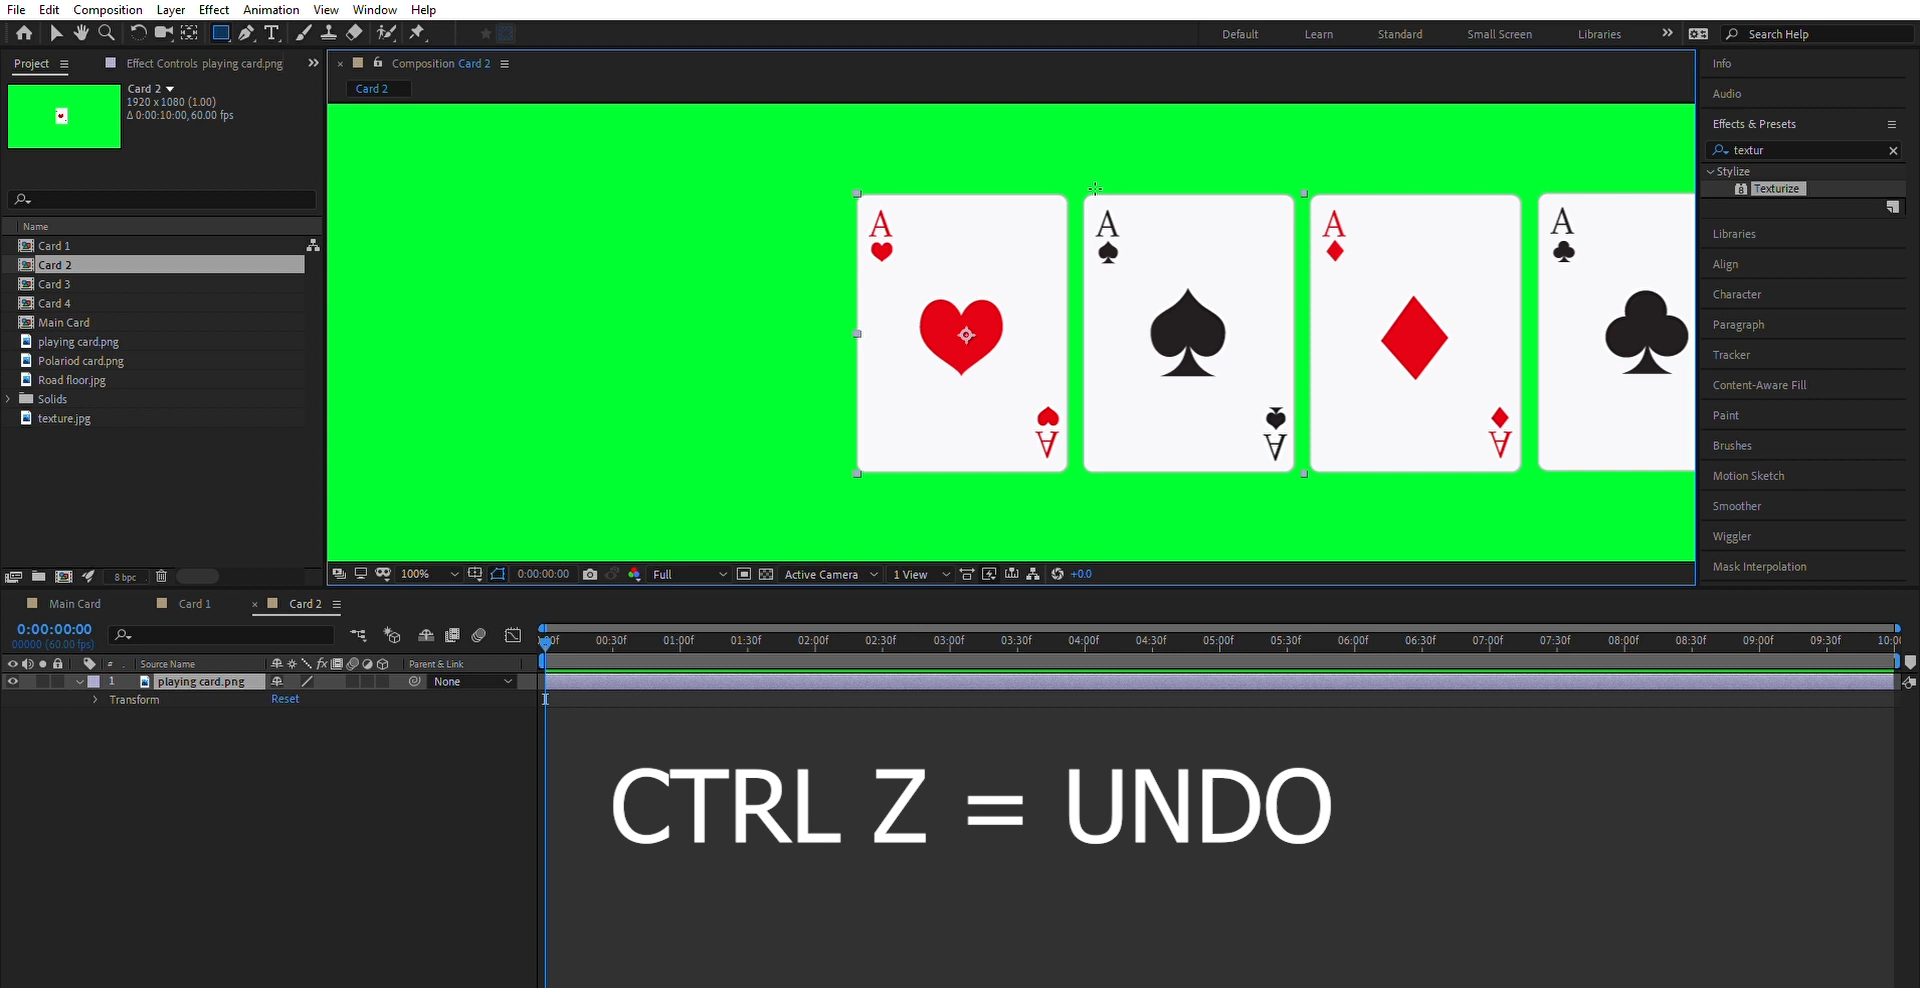 File Edit Composition Layer Effect Animation View Window Help
Default Learn Standard Small Screen Libraries Search Help
Project Effect Controls playing card.png
Composition Card 2
Card 2
Card 2
1920 x 1080 (1.00)
Δ 0:00:10:00, 60.00 fps
Name
Card 1
Card 2
Card 3
Card 4
Main Card
playing card.png
Polariod card.png
Road floor.jpg
Solids
texture.jpg
8 bpc
A
A
A
A
A
A
A
100% 0:00:00:00 Full Active Camera 1 View +0.0
Info
Audio
Effects & Presets
textur
Stylize
8 Texturize
Libraries
Align
Character
Paragraph
Tracker
Content-Aware Fill
Paint
Brushes
Motion Sketch
Smoother
Wiggler
Mask Interpolation
Main Card Card 1 Card 2
0:00:00:00
00000 (60.00 fps)
00:30f 01:00f 01:30f 02:00f 02:30f 03:00f 03:30f 04:00f 04:30f 05:00f 05:30f 06:00f 06:30f 07:00f 07:30f 08:00f 08:30f 09:00f 09:30f 10:00
# Source Name fx Parent & Link
1 playing card.png None
Transform Reset
CTRL Z = UNDO